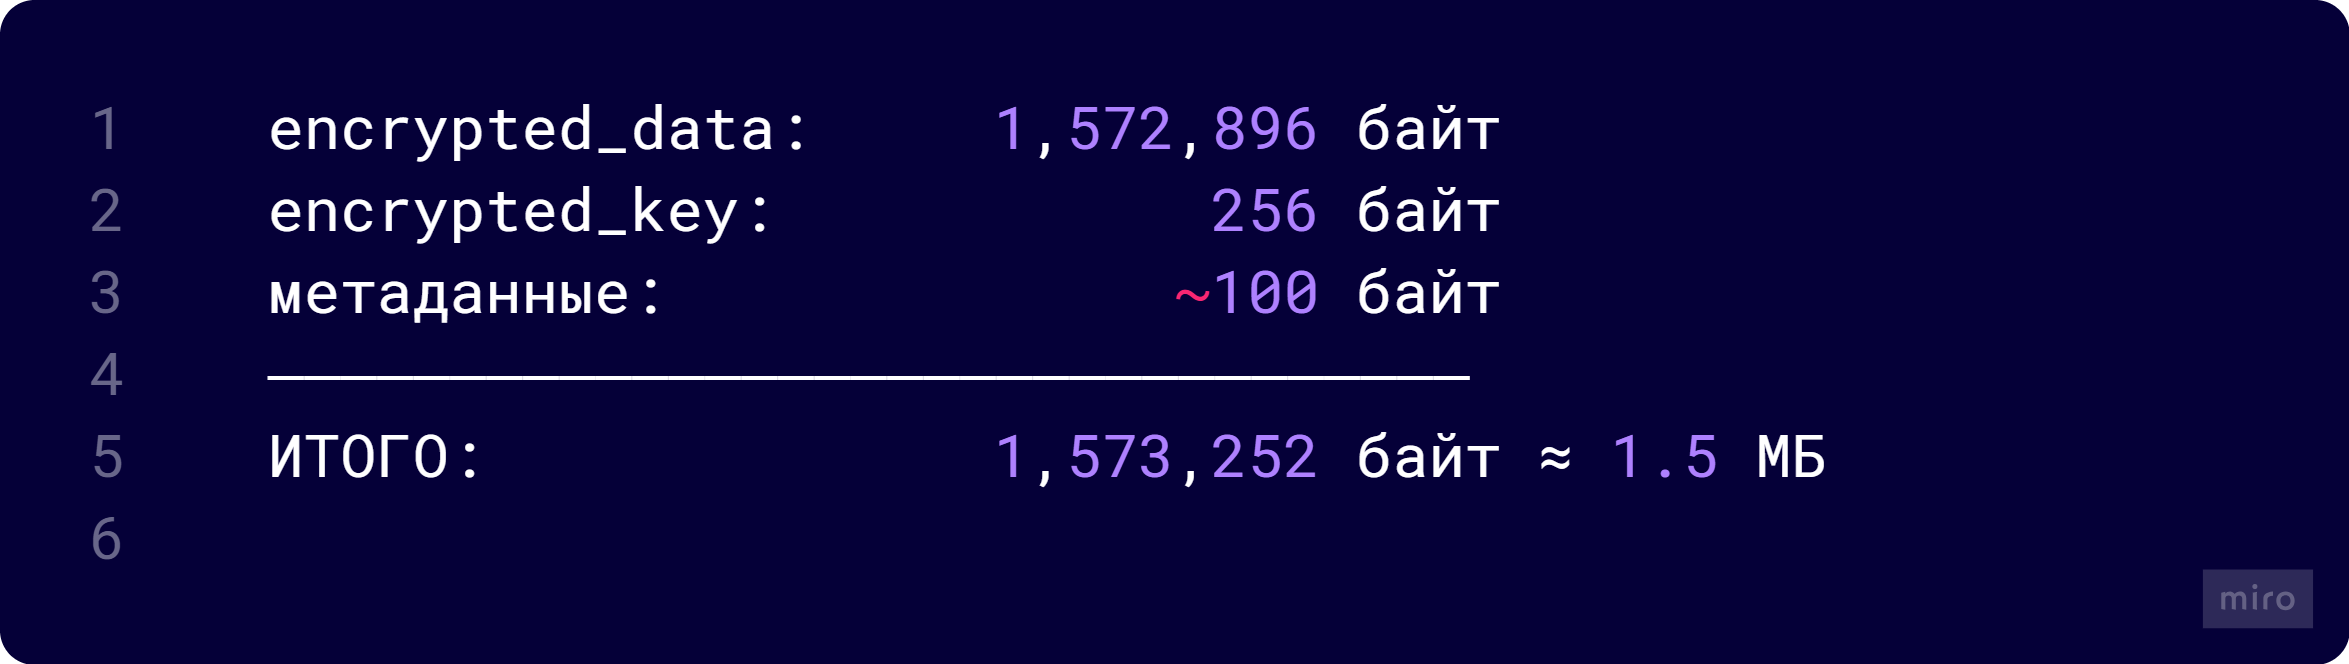 1 encrypted_data: 1,572,896 байт
2 encrypted_key: 256 байт
3 метаданные: ~100 байт
4 ─────────────────────────────────
5 ИТОГО: 1,573,252 байт ≈ 1.5 МБ
6
miro